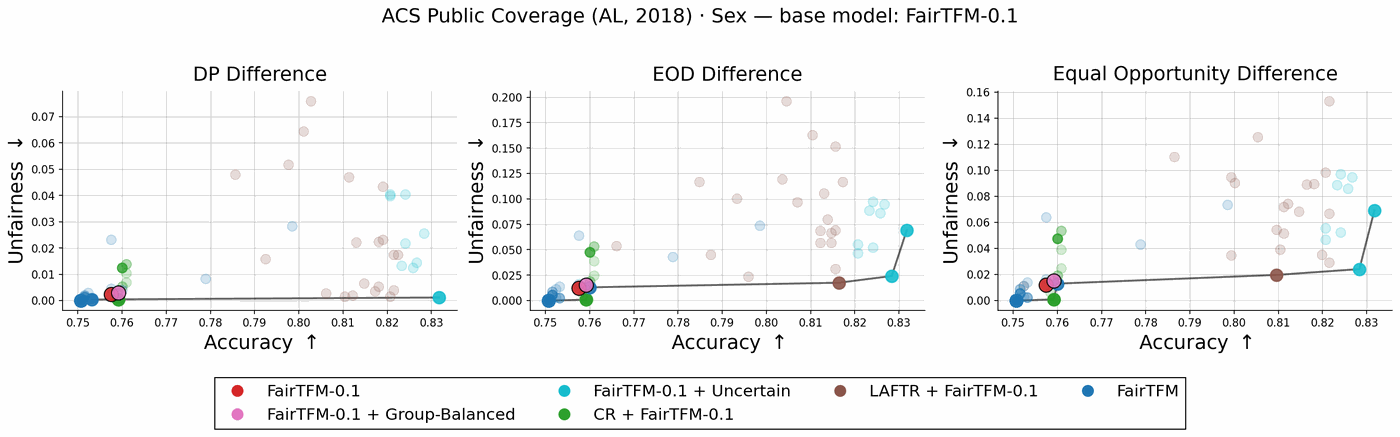 ACS Public Coverage (AL, 2018) · Sex — base model: FairTFM-0.1
DP Difference
EOD Difference
Equal Opportunity Difference
Unfairness ↓
0.07
0.06
0.05
0.04
0.03
0.02
0.01
0.00
0.75 0.76 0.77 0.78 0.79 0.80 0.81 0.82 0.83
Accuracy ↑
Unfairness ↓
0.200
0.175
0.150
0.125
0.100
0.075
0.050
0.025
0.000
0.75 0.76 0.77 0.78 0.79 0.80 0.81 0.82 0.83
Accuracy ↑
Unfairness ↓
0.16
0.14
0.12
0.10
0.08
0.06
0.04
0.02
0.00
0.75 0.76 0.77 0.78 0.79 0.80 0.81 0.82 0.83
Accuracy ↑
FairTFM-0.1
FairTFM-0.1 + Group-Balanced
FairTFM-0.1 + Uncertain
CR + FairTFM-0.1
LAFTR + FairTFM-0.1
FairTFM